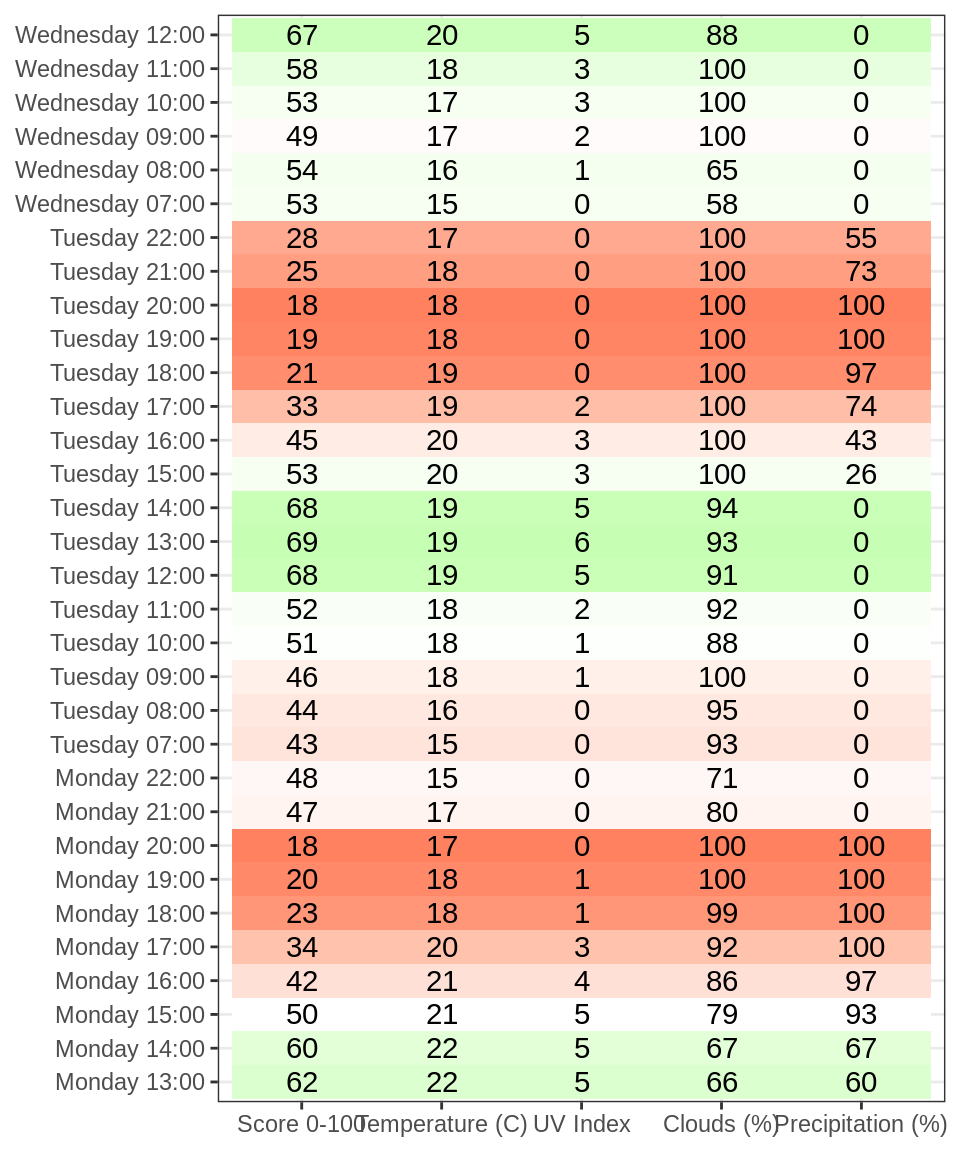 Wednesday 12:00 67 20 5 88 0
Wednesday 11:00 58 18 3 100 0
Wednesday 10:00 53 17 3 100 0
Wednesday 09:00 49 17 2 100 0
Wednesday 08:00 54 16 1 65 0
Wednesday 07:00 53 15 0 58 0
Tuesday 22:00 28 17 0 100 55
Tuesday 21:00 25 18 0 100 73
Tuesday 20:00 18 18 0 100 100
Tuesday 19:00 19 18 0 100 100
Tuesday 18:00 21 19 0 100 97
Tuesday 17:00 33 19 2 100 74
Tuesday 16:00 45 20 3 100 43
Tuesday 15:00 53 20 3 100 26
Tuesday 14:00 68 19 5 94 0
Tuesday 13:00 69 19 6 93 0
Tuesday 12:00 68 19 5 91 0
Tuesday 11:00 52 18 2 92 0
Tuesday 10:00 51 18 1 88 0
Tuesday 09:00 46 18 1 100 0
Tuesday 08:00 44 16 0 95 0
Tuesday 07:00 43 15 0 93 0
Monday 22:00 48 15 0 71 0
Monday 21:00 47 17 0 80 0
Monday 20:00 18 17 0 100 100
Monday 19:00 20 18 1 100 100
Monday 18:00 23 18 1 99 100
Monday 17:00 34 20 3 92 100
Monday 16:00 42 21 4 86 97
Monday 15:00 50 21 5 79 93
Monday 14:00 60 22 5 67 67
Monday 13:00 62 22 5 66 60
Score 0-100 Temperature (C) UV Index Clouds (%) Precipitation (%)